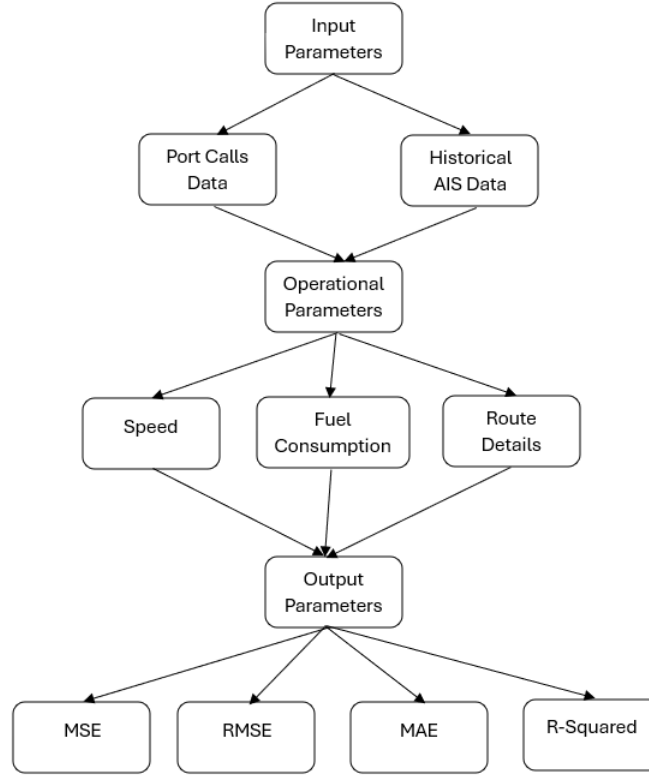 Input
Parameters
Port Calls
Data
Historical
AIS Data
Operational
Parameters
Speed
Fuel
Consumption
Route
Details
Output
Parameters
MSE
RMSE
MAE
R-Squared